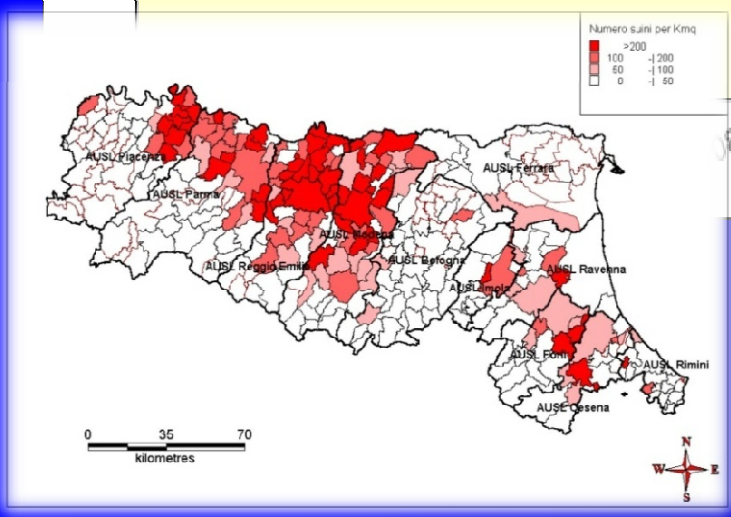 Numero suini per Kmq
>200
100 -| 200
50 -| 100
0 -| 50
AUSL Piacenza
AUSL Ferrara
AUSL Parma
AUSL Modena
AUSL Bologna
AUSL Reggio Emilia
AUSL Ravenna
AUSL Imola
AUSL Forlì
AUSL Rimini
AUSL Cesena
0 35 70
kilometres
N
W E
S